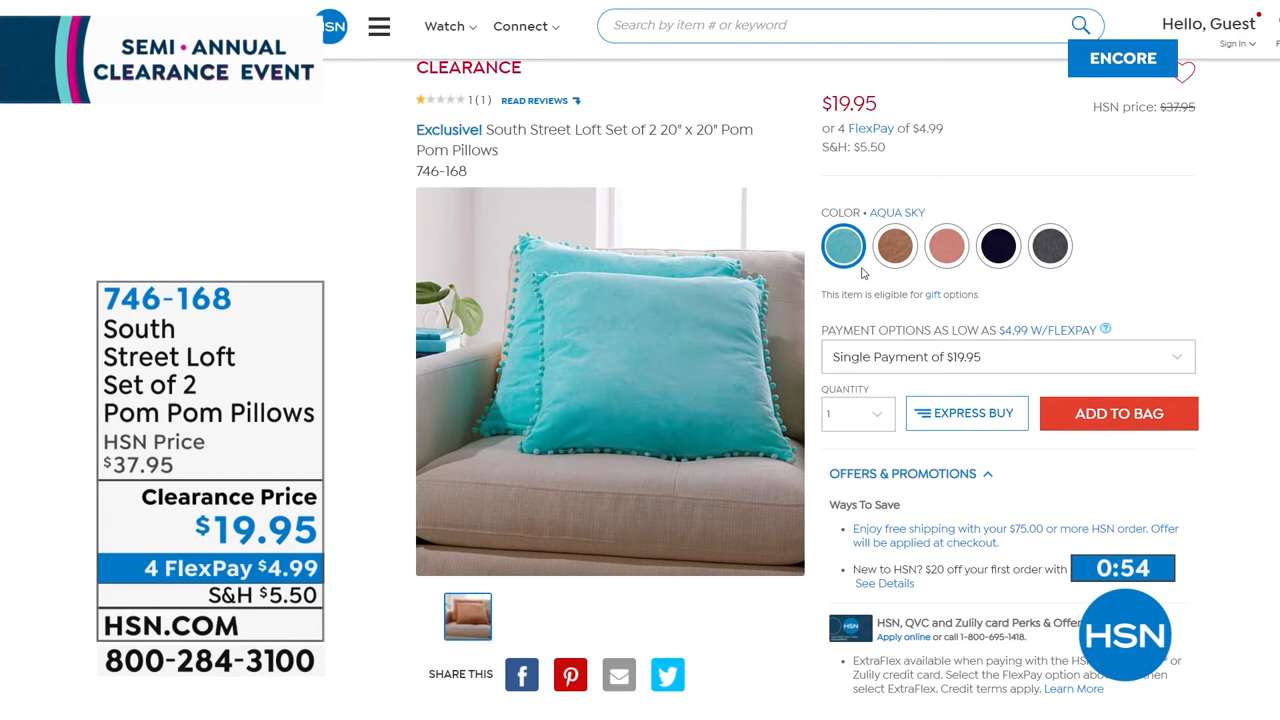 SEMI • ANNUAL
CLEARANCE EVENT
746-168
South
Street Loft
Set of 2
Pom Pom Pillows
HSN Price
$37.95
Clearance Price
$19.95
4 FlexPay $4.99
S&H $5.50
HSN.COM
800-284-3100
Watch
Connect
Search by item # or keyword
Hello, Guest
Sign In
ENCORE
CLEARANCE
1 ( 1 )
READ REVIEWS
Exclusive! South Street Loft Set of 2 20" x 20" Pom
Pom Pillows
746-168
SHARE THIS
$19.95
HSN price: $37.95
or 4 FlexPay of $4.99
S&H: $5.50
COLOR • AQUA SKY
This item is eligible for gift options.
PAYMENT OPTIONS AS LOW AS $4.99 W/FLEXPAY ?
Single Payment of $19.95
QUANTITY
1
EXPRESS BUY
ADD TO BAG
OFFERS & PROMOTIONS
Ways To Save
• Enjoy free shipping with your $75.00 or more HSN order. Offer
will be applied at checkout.
• New to HSN? $20 off your first order with
See Details
0:54
HSN
HSN, QVC and Zulily card Perks & Offe
Apply online or call 1-800-695-1418.
• ExtraFlex available when paying with the
or
Zulily credit card. Select the FlexPay option
then
select ExtraFlex. Credit terms apply. Learn More
HSN